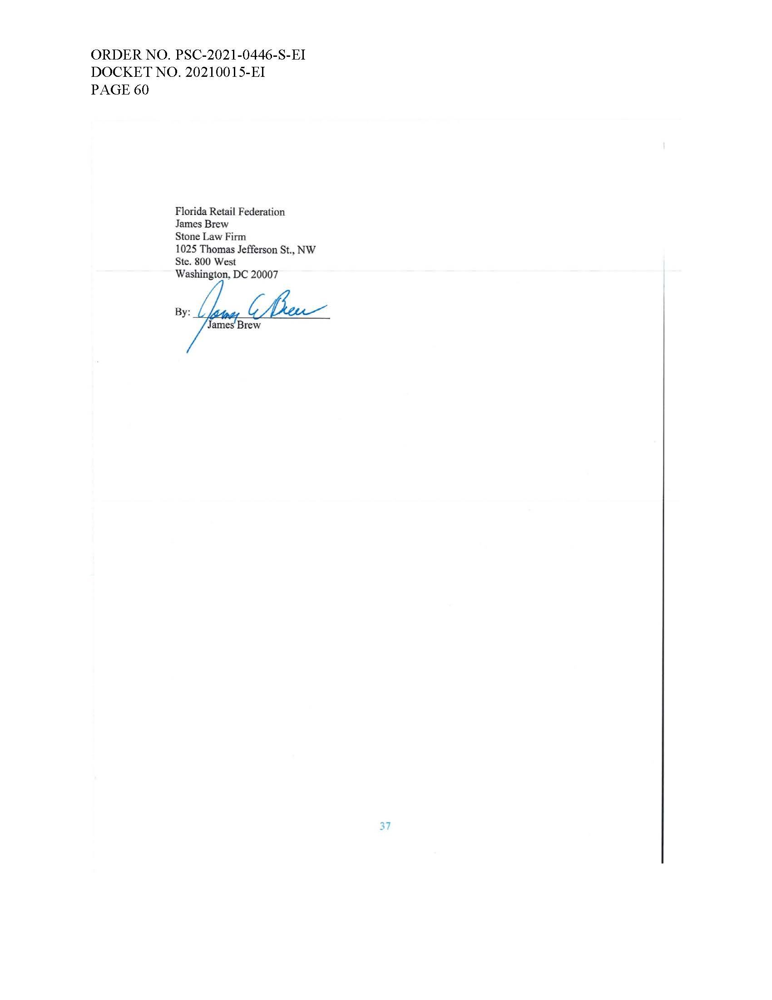 ORDER NO. PSC-2021-0446-S-EI
DOCKET NO. 20210015-EI
PAGE 60
Florida Retail Federation
James Brew
Stone Law Firm
1025 Thomas Jefferson St., NW
Ste. 800 West
Washington, DC 20007
By: James W Brew
James Brew
37